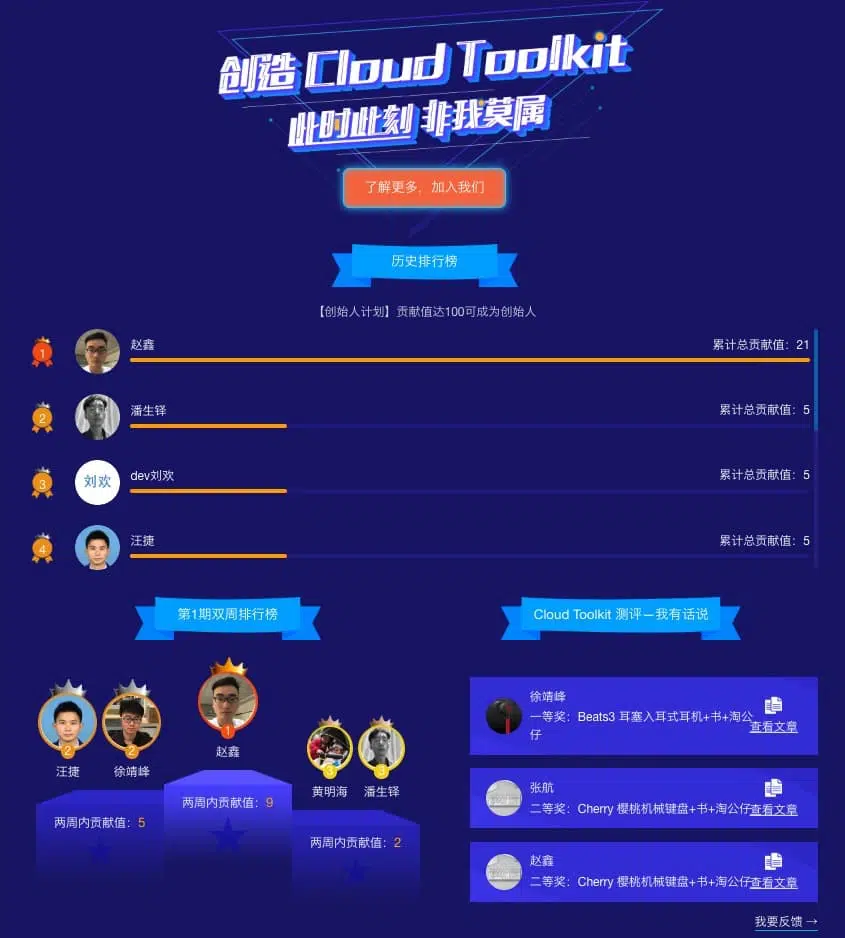 创造 Cloud Toolkit
此时此刻 非我莫属
了解更多，加入我们
历史排行榜
【创始人计划】贡献值达100可成为创始人
1
赵鑫
累计总贡献值：21
2
潘生铎
累计总贡献值：5
3
刘欢
dev刘欢
累计总贡献值：5
4
汪捷
累计总贡献值：5
第1期双周排行榜
2
汪捷
2
徐靖峰
1
赵鑫
3
黄明海
3
潘生铎
两周内贡献值：5
两周内贡献值：9
两周内贡献值：2
Cloud Toolkit 测评—我有话说
徐靖峰
一等奖：Beats3 耳塞入耳式耳机+书+淘公
仔
查看文章
张航
二等奖：Cherry 樱桃机械键盘+书+淘公仔
查看文章
赵鑫
二等奖：Cherry 樱桃机械键盘+书+淘公仔
查看文章
我要反馈 →